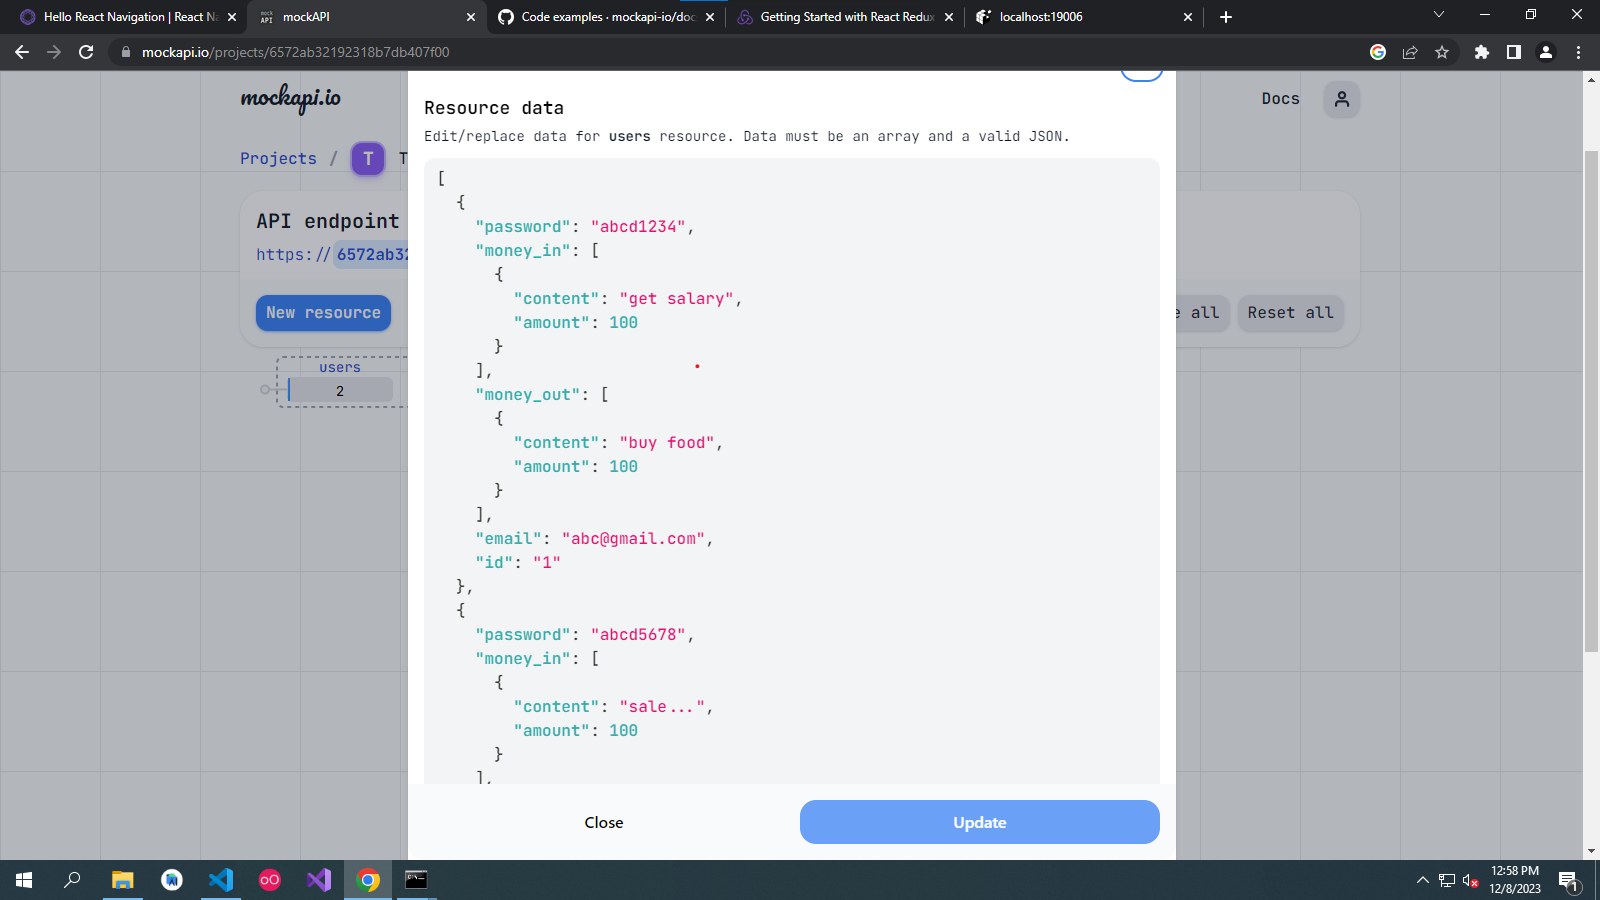 Hello React Navigation | React Na
mockAPI
Code examples · mockapi-io/doc
Getting Started with React Redux
localhost:19006
mockapi.io/projects/6572ab32192318b7db407f00
mockapi.io
Docs
Projects / T T
API endpoint
https://6572ab32
New resource
e all
Reset all
users
2
Resource data
Edit/replace data for users resource. Data must be an array and a valid JSON.
[
{
"password": "abcd1234",
"money_in": [
{
"content": "get salary",
"amount": 100
}
],
"money_out": [
{
"content": "buy food",
"amount": 100
}
],
"email": "abc@gmail.com",
"id": "1"
},
{
"password": "abcd5678",
"money_in": [
{
"content": "sale...",
"amount": 100
}
],
Close
Update
12:58 PM
12/8/2023
1